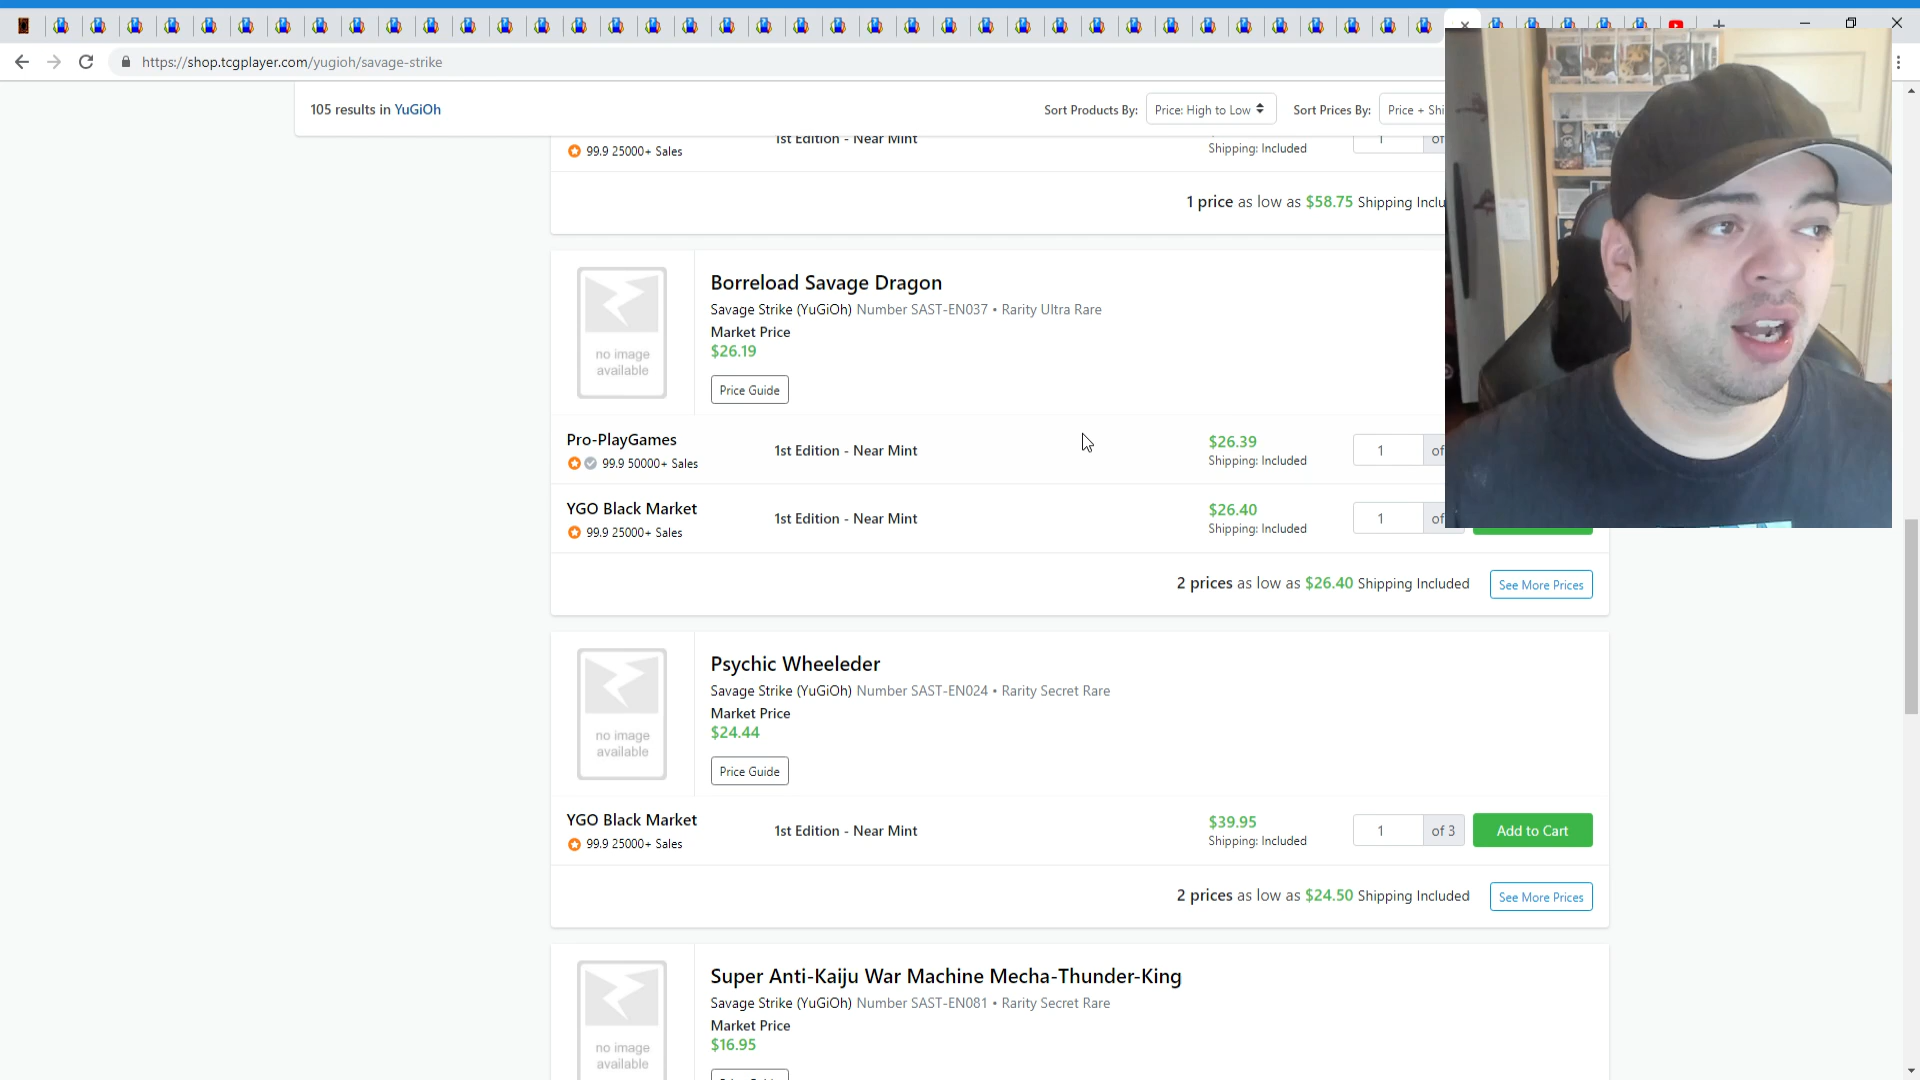 https://shop.tcgplayer.com/yugioh/savage-strike
105 results in YuGiOh
Sort Products By: Price: High to Low Sort Prices By: Price + Shi
99.9 25000+ Sales
1st Edition - Near Mint
Shipping: Included
1 of
1 price as low as $58.75 Shipping Inclu
no image available
Borreload Savage Dragon
Savage Strike (YuGiOh) Number SAST-EN037 • Rarity Ultra Rare
Market Price
$26.19
Price Guide
Pro-PlayGames
99.9 50000+ Sales
1st Edition - Near Mint
$26.39
Shipping: Included
1 of
YGO Black Market
99.9 25000+ Sales
1st Edition - Near Mint
$26.40
Shipping: Included
1 of
2 prices as low as $26.40 Shipping Included See More Prices
no image available
Psychic Wheeleder
Savage Strike (YuGiOh) Number SAST-EN024 • Rarity Secret Rare
Market Price
$24.44
Price Guide
YGO Black Market
99.9 25000+ Sales
1st Edition - Near Mint
$39.95
Shipping: Included
1 of 3 Add to Cart
2 prices as low as $24.50 Shipping Included See More Prices
no image available
Super Anti-Kaiju War Machine Mecha-Thunder-King
Savage Strike (YuGiOh) Number SAST-EN081 • Rarity Secret Rare
Market Price
$16.95